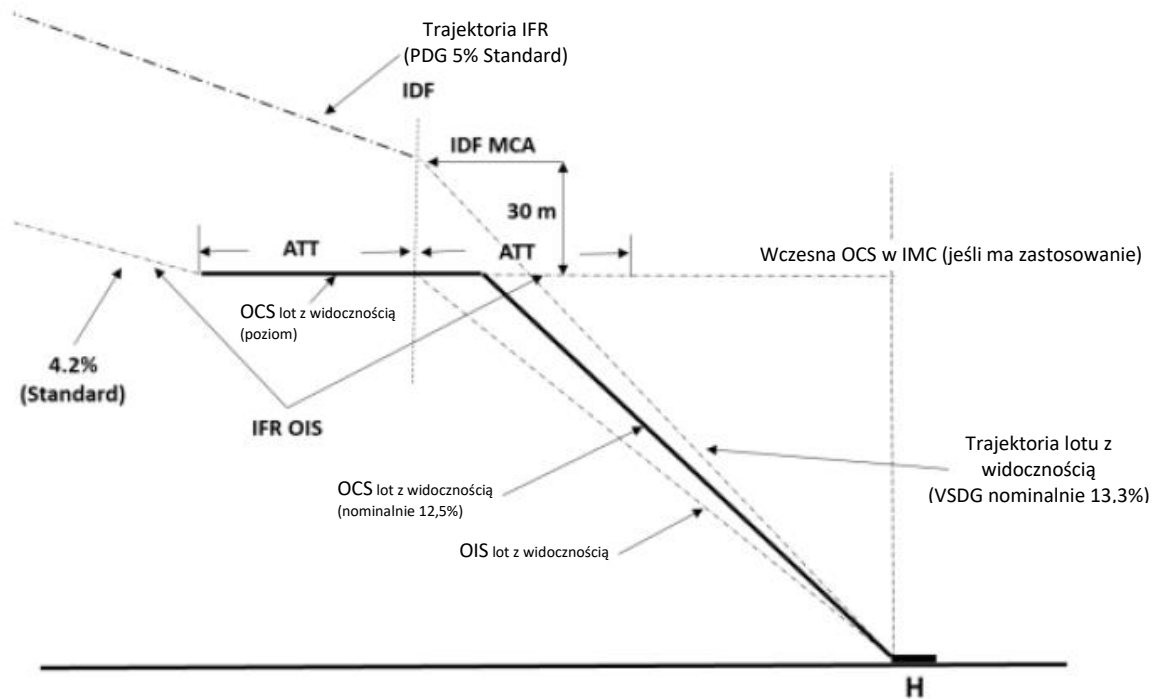 Trajektoria IFR
(PDG 5% Standard)
IDF
IDF MCA
30 m
ATT
ATT
Wczesna OCS w IMC (jeśli ma zastosowanie)
OCS lot z widocznością
(poziom)
4.2%
(Standard)
IFR OIS
Trajektoria lotu z
widocznością
(VSDG nominalnie 13,3%)
OCS lot z widocznością
(nominalnie 12,5%)
OIS lot z widocznością
H